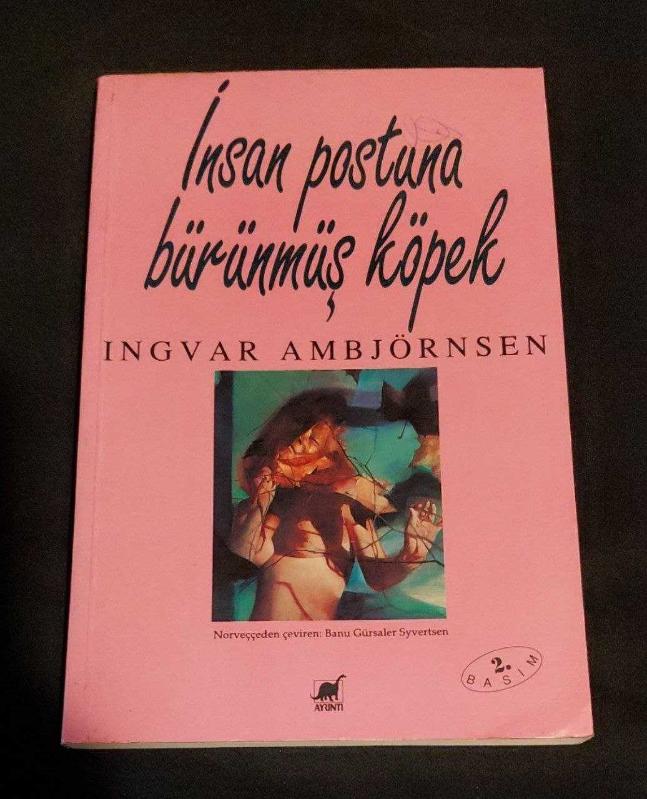 İnsan postuna
bürünmüş köpek
INGVAR AMBJÖRNSEN
Norveççeden çeviren: Banu Gürsaler Syvertsen
2.
BASIM
AYRINTI